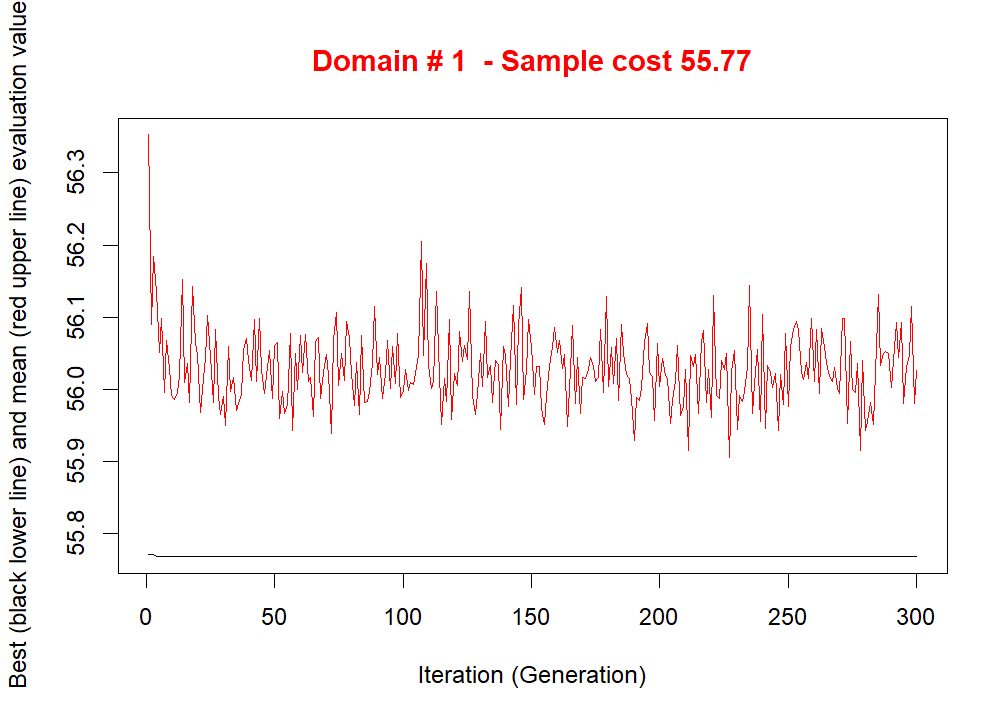 Domain # 1  - Sample cost 55.77
Best (black lower line) and mean (red upper line) evaluation value
56.3
56.2
56.1
56.0
55.9
55.8
0 50 100 150 200 250 300
Iteration (Generation)